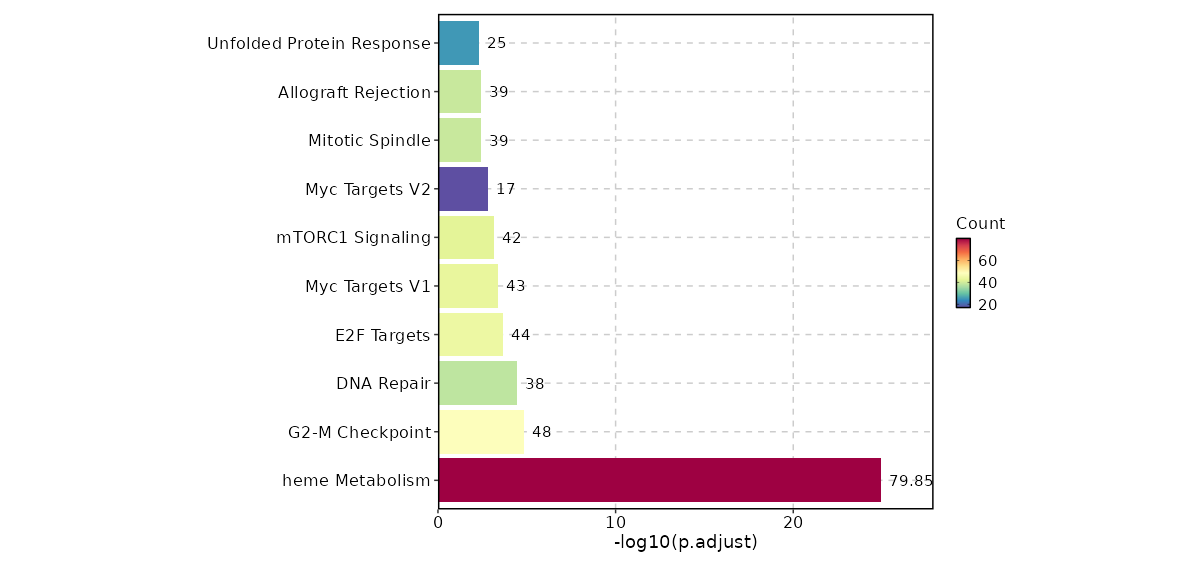 Unfolded Protein Response 25
Allograft Rejection 39
Mitotic Spindle 39
Myc Targets V2 17
mTORC1 Signaling 42
Myc Targets V1 43
E2F Targets 44
DNA Repair 38
G2-M Checkpoint 48
heme Metabolism 79.85
0 10 20
-log10(p.adjust)
Count
60
40
20